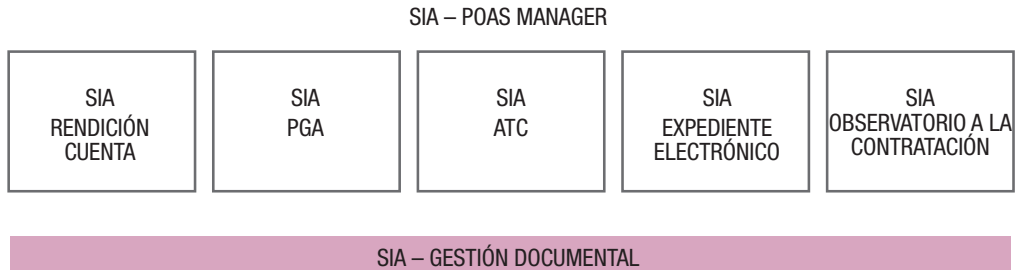 SIA – POAS MANAGER
SIA
RENDICIÓN
CUENTA
SIA
PGA
SIA
ATC
SIA
EXPEDIENTE
ELECTRÓNICO
SIA
OBSERVATORIO A LA
CONTRATACIÓN
SIA – GESTIÓN DOCUMENTAL